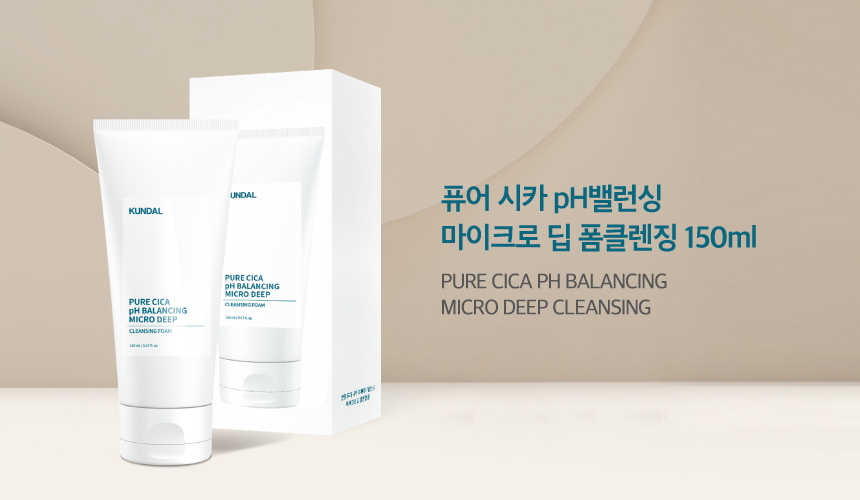 KUNDAL
PURE CICA
pH BALANCING
MICRO DEEP
CLEANSING FOAM
UNDAL
PURE CICA
pH BALANCING
MICRO DEEP
CLEANSING FOAM
퓨어 시카 pH밸런싱
마이크로 딥 폼클렌징 150ml
PURE CICA PH BALANCING
MICRO DEEP CLEANSING